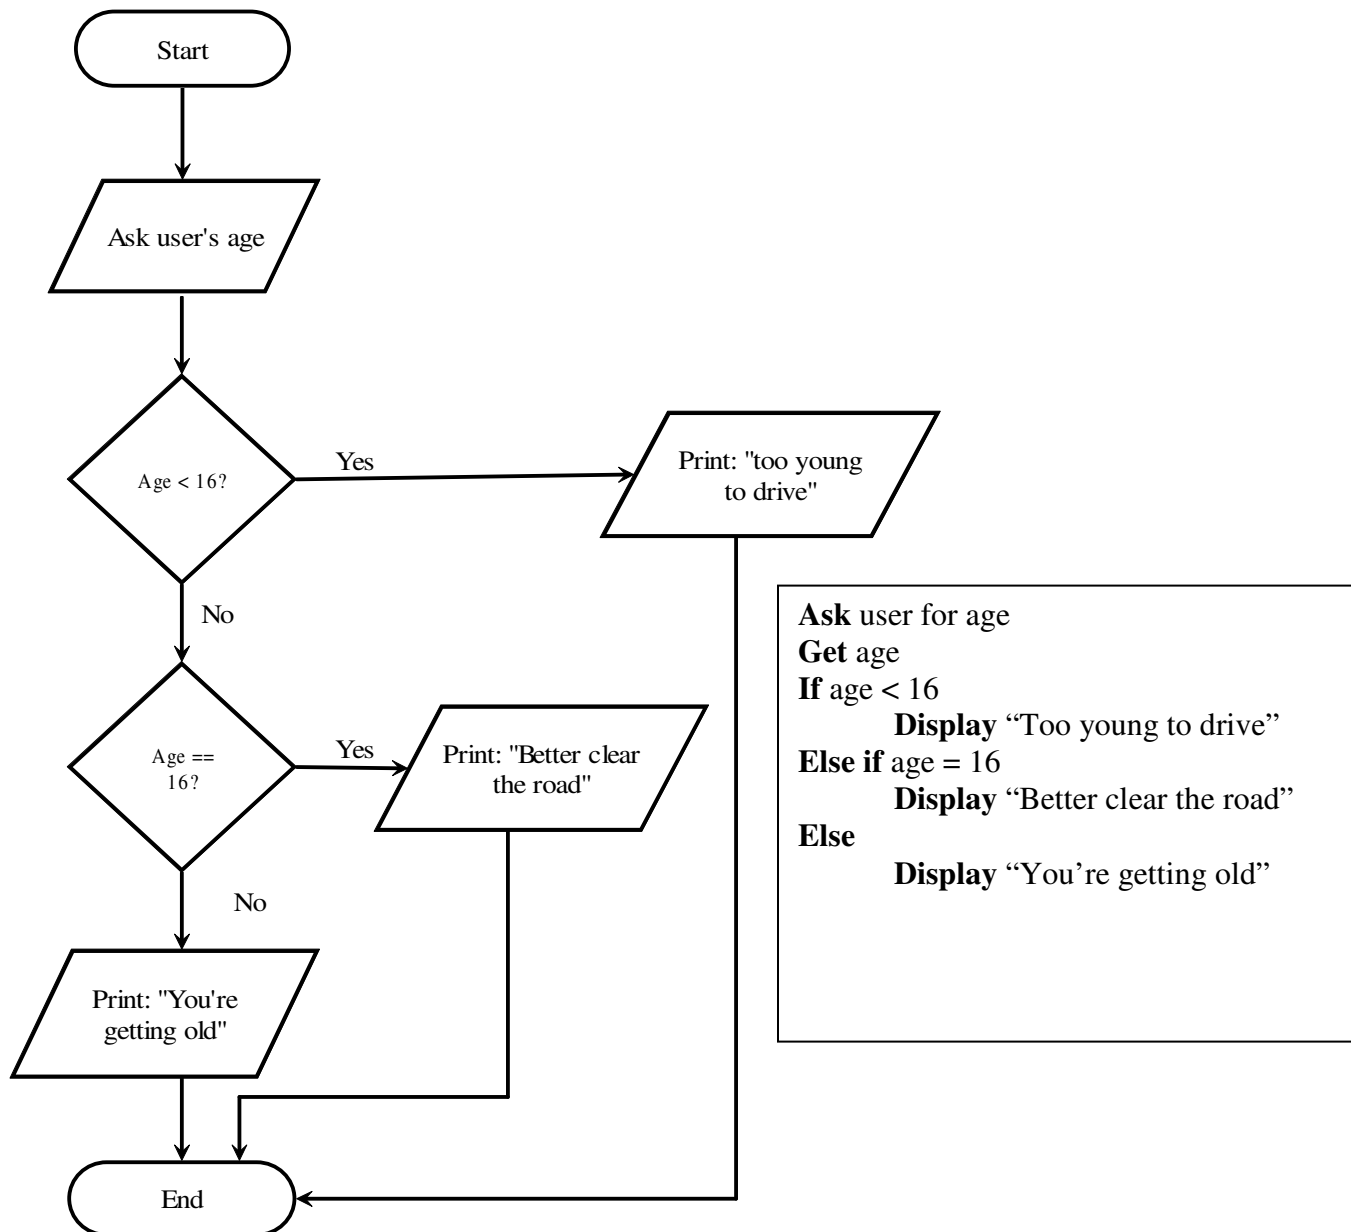 Start
Ask user's age
Age < 16?
Yes
Print: "too young
to drive"
No
Age ==
16?
Yes
Print: "Better clear
the road"
No
Print: "You're
getting old"
End
Ask user for age
Get age
If age < 16
Display “Too young to drive”
Else if age = 16
Display “Better clear the road”
Else
Display “You’re getting old”